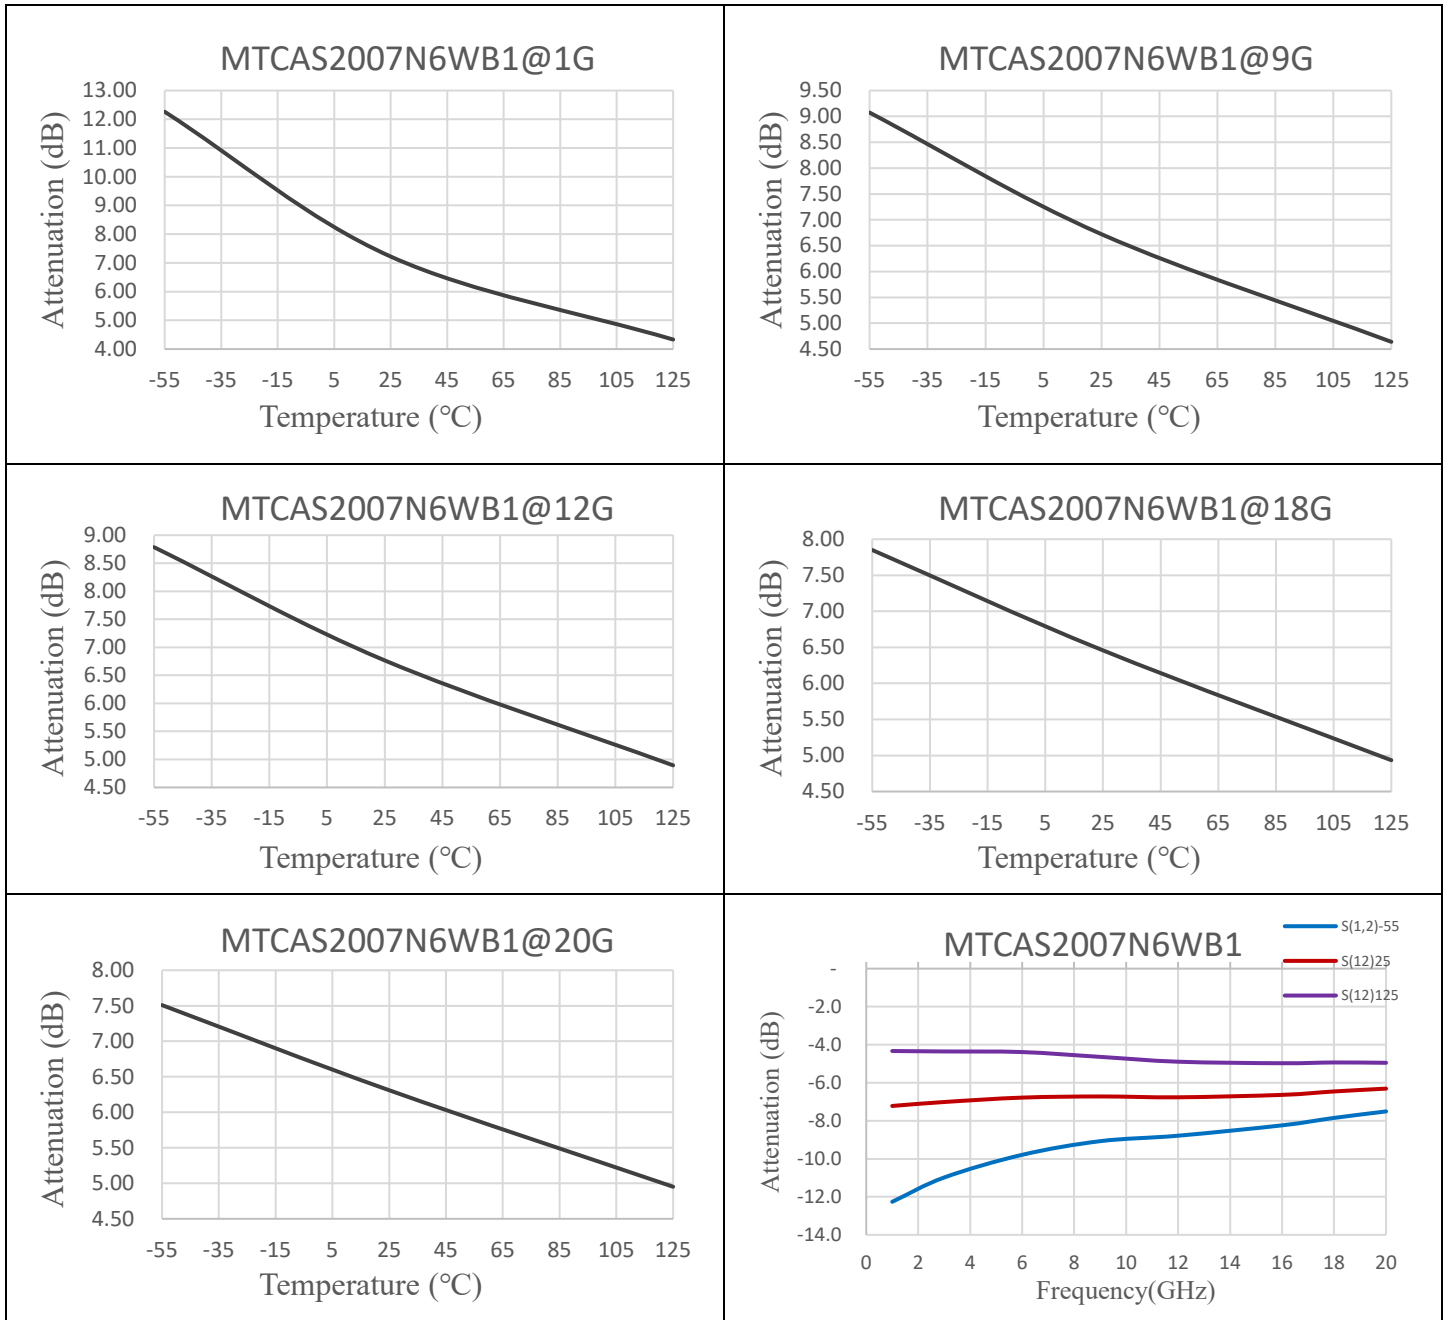 MTCAS2007N6WB1@1G
Attenuation (dB)
13.00
12.00
11.00
10.00
9.00
8.00
7.00
6.00
5.00
4.00
-55 -35 -15 5 25 45 65 85 105 125
Temperature (℃)
MTCAS2007N6WB1@9G
Attenuation (dB)
9.50
9.00
8.50
8.00
7.50
7.00
6.50
6.00
5.50
5.00
4.50
-55 -35 -15 5 25 45 65 85 105 125
Temperature (℃)
MTCAS2007N6WB1@12G
Attenuation (dB)
9.00
8.50
8.00
7.50
7.00
6.50
6.00
5.50
5.00
4.50
-55 -35 -15 5 25 45 65 85 105 125
Temperature (℃)
MTCAS2007N6WB1@18G
Attenuation (dB)
8.00
7.50
7.00
6.50
6.00
5.50
5.00
4.50
-55 -35 -15 5 25 45 65 85 105 125
Temperature (℃)
MTCAS2007N6WB1@20G
Attenuation (dB)
8.00
7.50
7.00
6.50
6.00
5.50
5.00
4.50
-55 -35 -15 5 25 45 65 85 105 125
Temperature (℃)
MTCAS2007N6WB1
S(1,2)-55
S(12)25
S(12)125
Attenuation (dB)
-
-2.0
-4.0
-6.0
-8.0
-10.0
-12.0
-14.0
0 2 4 6 8 10 12 14 16 18 20
Frequency(GHz)